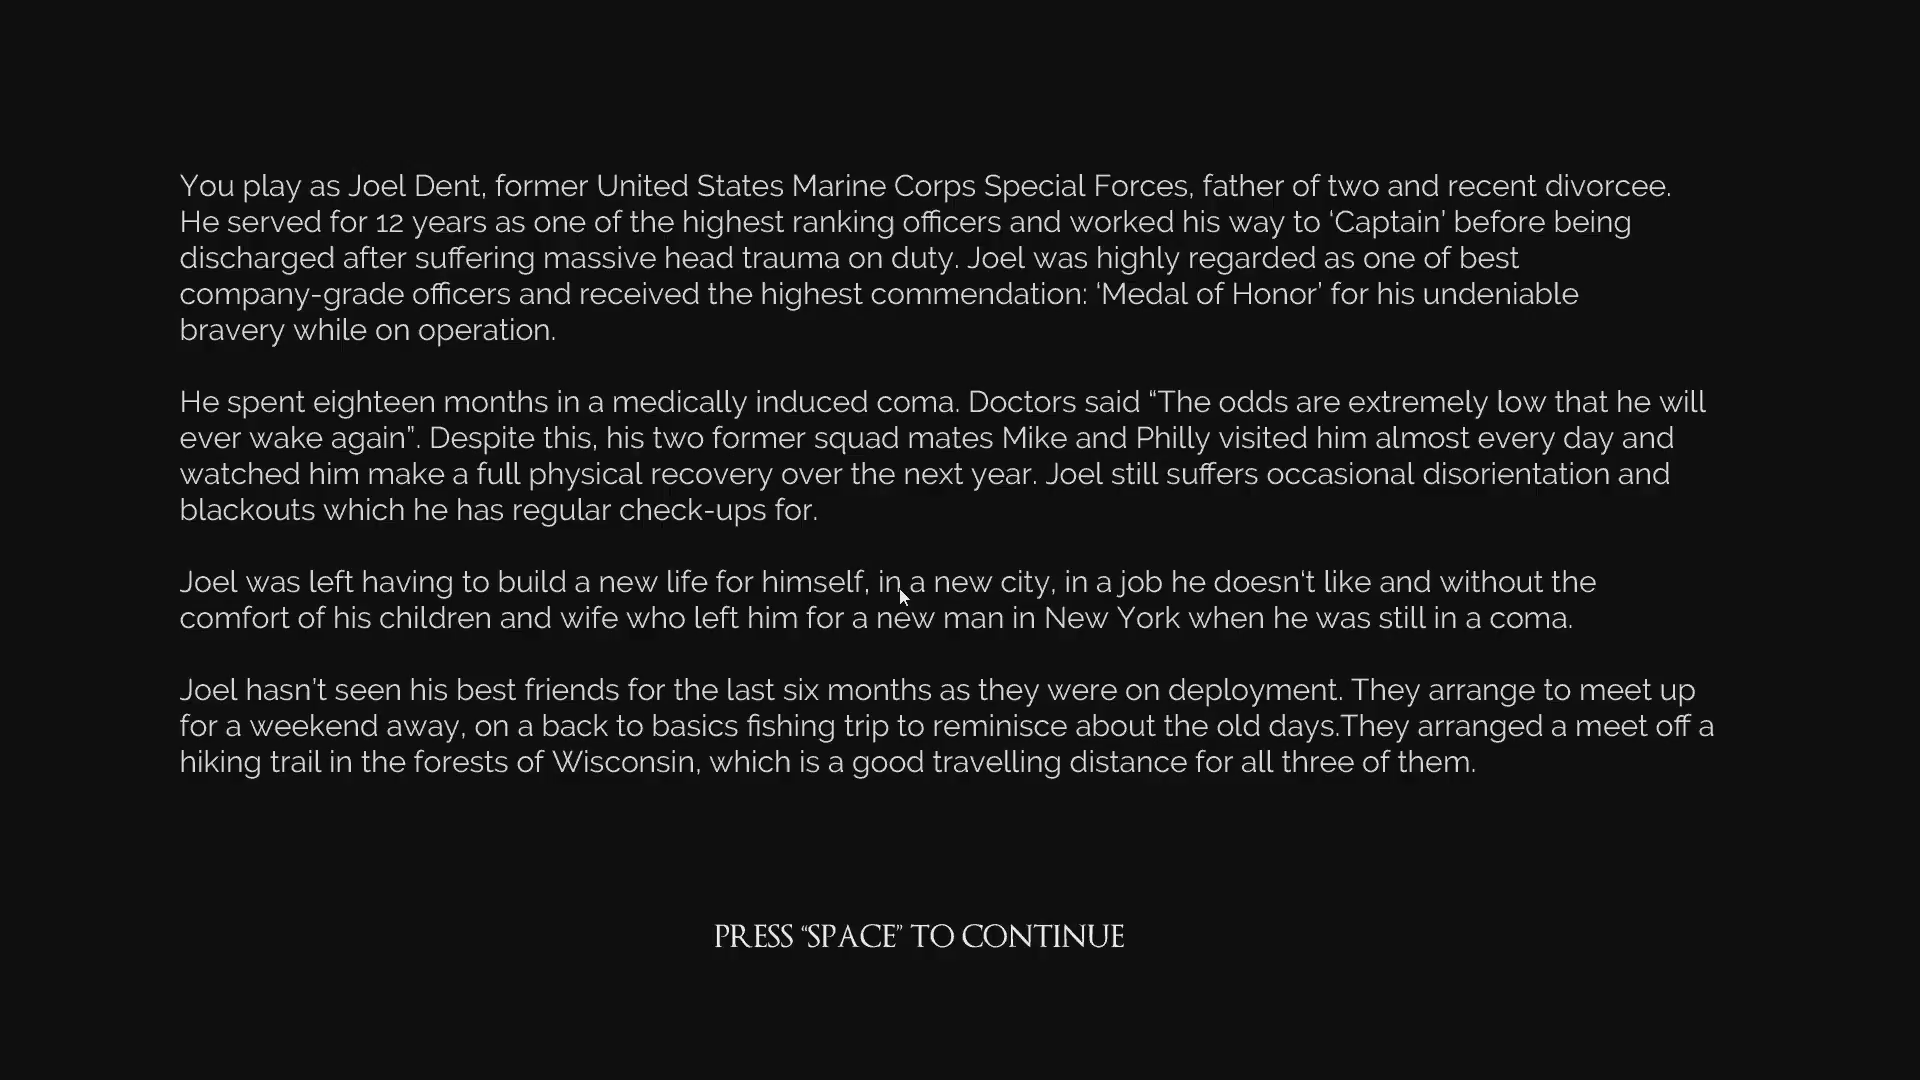 You play as Joel Dent, former United States Marine Corps Special Forces, father of two and recent divorcee.
He served for 12 years as one of the highest ranking officers and worked his way to ‘Captain’ before being
discharged after suffering massive head trauma on duty. Joel was highly regarded as one of best
company-grade officers and received the highest commendation: ‘Medal of Honor’ for his undeniable
bravery while on operation.
He spent eighteen months in a medically induced coma. Doctors said “The odds are extremely low that he will
ever wake again”. Despite this, his two former squad mates Mike and Philly visited him almost every day and
watched him make a full physical recovery over the next year. Joel still suffers occasional disorientation and
blackouts which he has regular check-ups for.
Joel was left having to build a new life for himself, in a new city, in a job he doesn‘t like and without the
comfort of his children and wife who left him for a new man in New York when he was still in a coma.
Joel hasn’t seen his best friends for the last six months as they were on deployment. They arrange to meet up
for a weekend away, on a back to basics fishing trip to reminisce about the old days.They arranged a meet off a
hiking trail in the forests of Wisconsin, which is a good travelling distance for all three of them.
PRESS “SPACE” TO CONTINUE